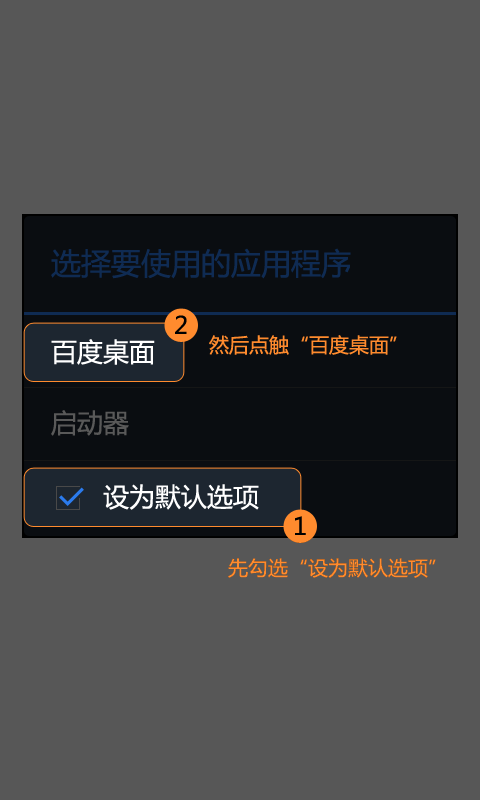 选择要使用的应用程序
2
百度桌面
然后点触“百度桌面”
启动器
设为默认选项
1
先勾选“设为默认选项”